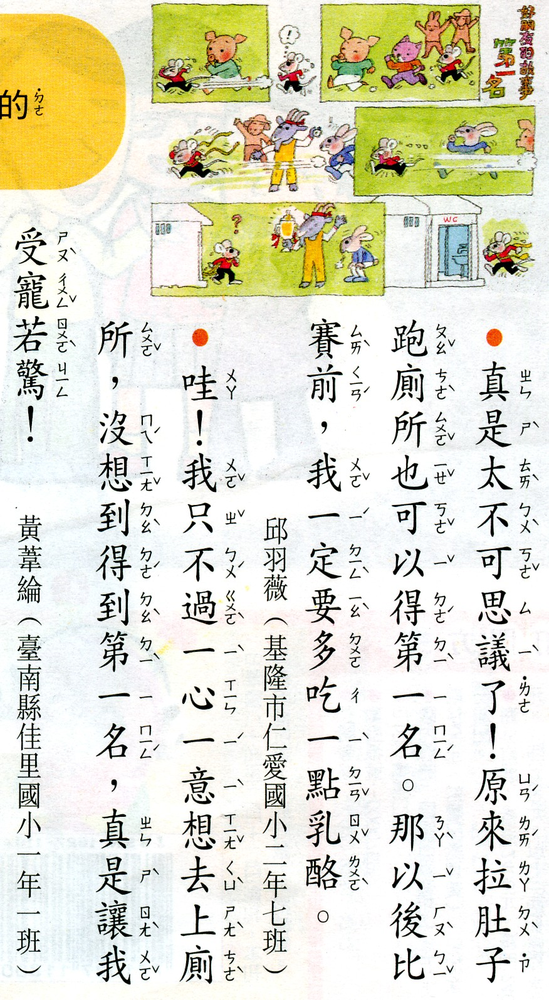 好朋友的故事
第一名
！
WC
？
●真是太不可思議了！原來拉肚子
跑廁所也可以得第一名。那以後比
賽前，我一定要多吃一點乳酪。
邱羽薇（基隆市仁愛國小二年七班）
●哇！我只不過一心一意想去上廁
所，沒想到得到第一名，真是讓我
受寵若驚！
黃葦綸（臺南縣佳里國小一年一班）
的